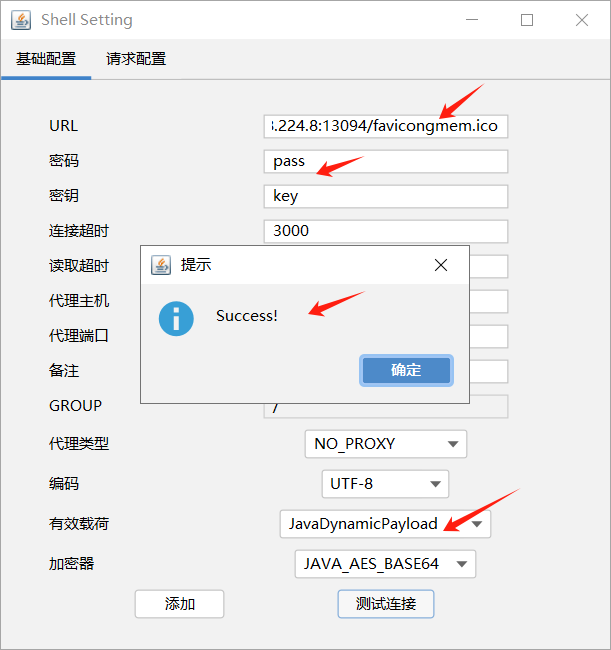 Shell Setting
基础配置 请求配置
URL 3.224.8:13094/favicongmem.ico
密码 pass
密钥 key
连接超时 3000
读取超时
提示
代理主机
Success!
代理端口
备注
确定
GROUP /
代理类型 NO_PROXY
编码 UTF-8
有效载荷 JavaDynamicPayload
加密器 JAVA_AES_BASE64
添加 测试连接